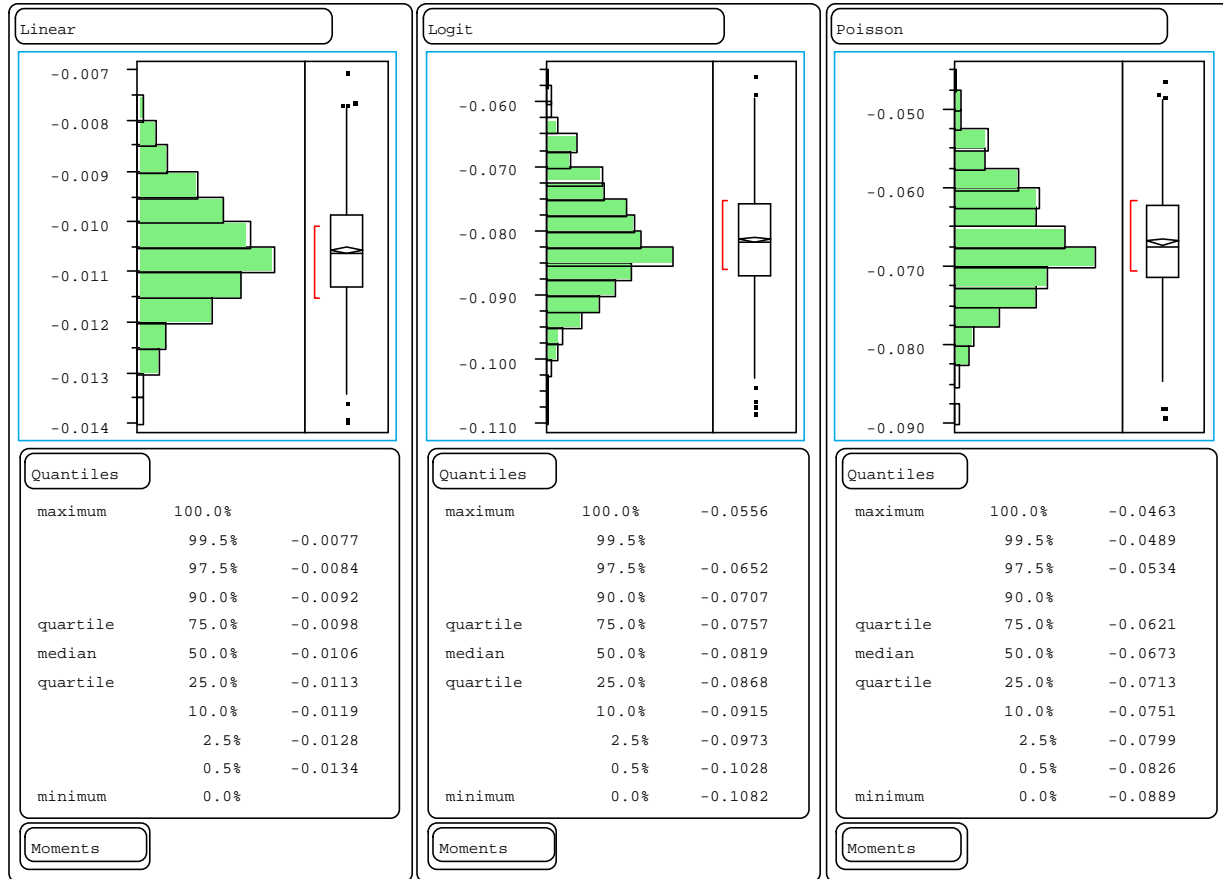 Linear
-0.007
-0.008
-0.009
-0.010
-0.011
-0.012
-0.013
-0.014
Quantiles
maximum 100.0%
99.5% -0.0077
97.5% -0.0084
90.0% -0.0092
quartile 75.0% -0.0098
median 50.0% -0.0106
quartile 25.0% -0.0113
10.0% -0.0119
2.5% -0.0128
0.5% -0.0134
minimum 0.0%
Moments
Logit
-0.060
-0.070
-0.080
-0.090
-0.100
-0.110
Quantiles
maximum 100.0% -0.0556
99.5%
97.5% -0.0652
90.0% -0.0707
quartile 75.0% -0.0757
median 50.0% -0.0819
quartile 25.0% -0.0868
10.0% -0.0915
2.5% -0.0973
0.5% -0.1028
minimum 0.0% -0.1082
Moments
Poisson
-0.050
-0.060
-0.070
-0.080
-0.090
Quantiles
maximum 100.0% -0.0463
99.5% -0.0489
97.5% -0.0534
90.0%
quartile 75.0% -0.0621
median 50.0% -0.0673
quartile 25.0% -0.0713
10.0% -0.0751
2.5% -0.0799
0.5% -0.0826
minimum 0.0% -0.0889
Moments